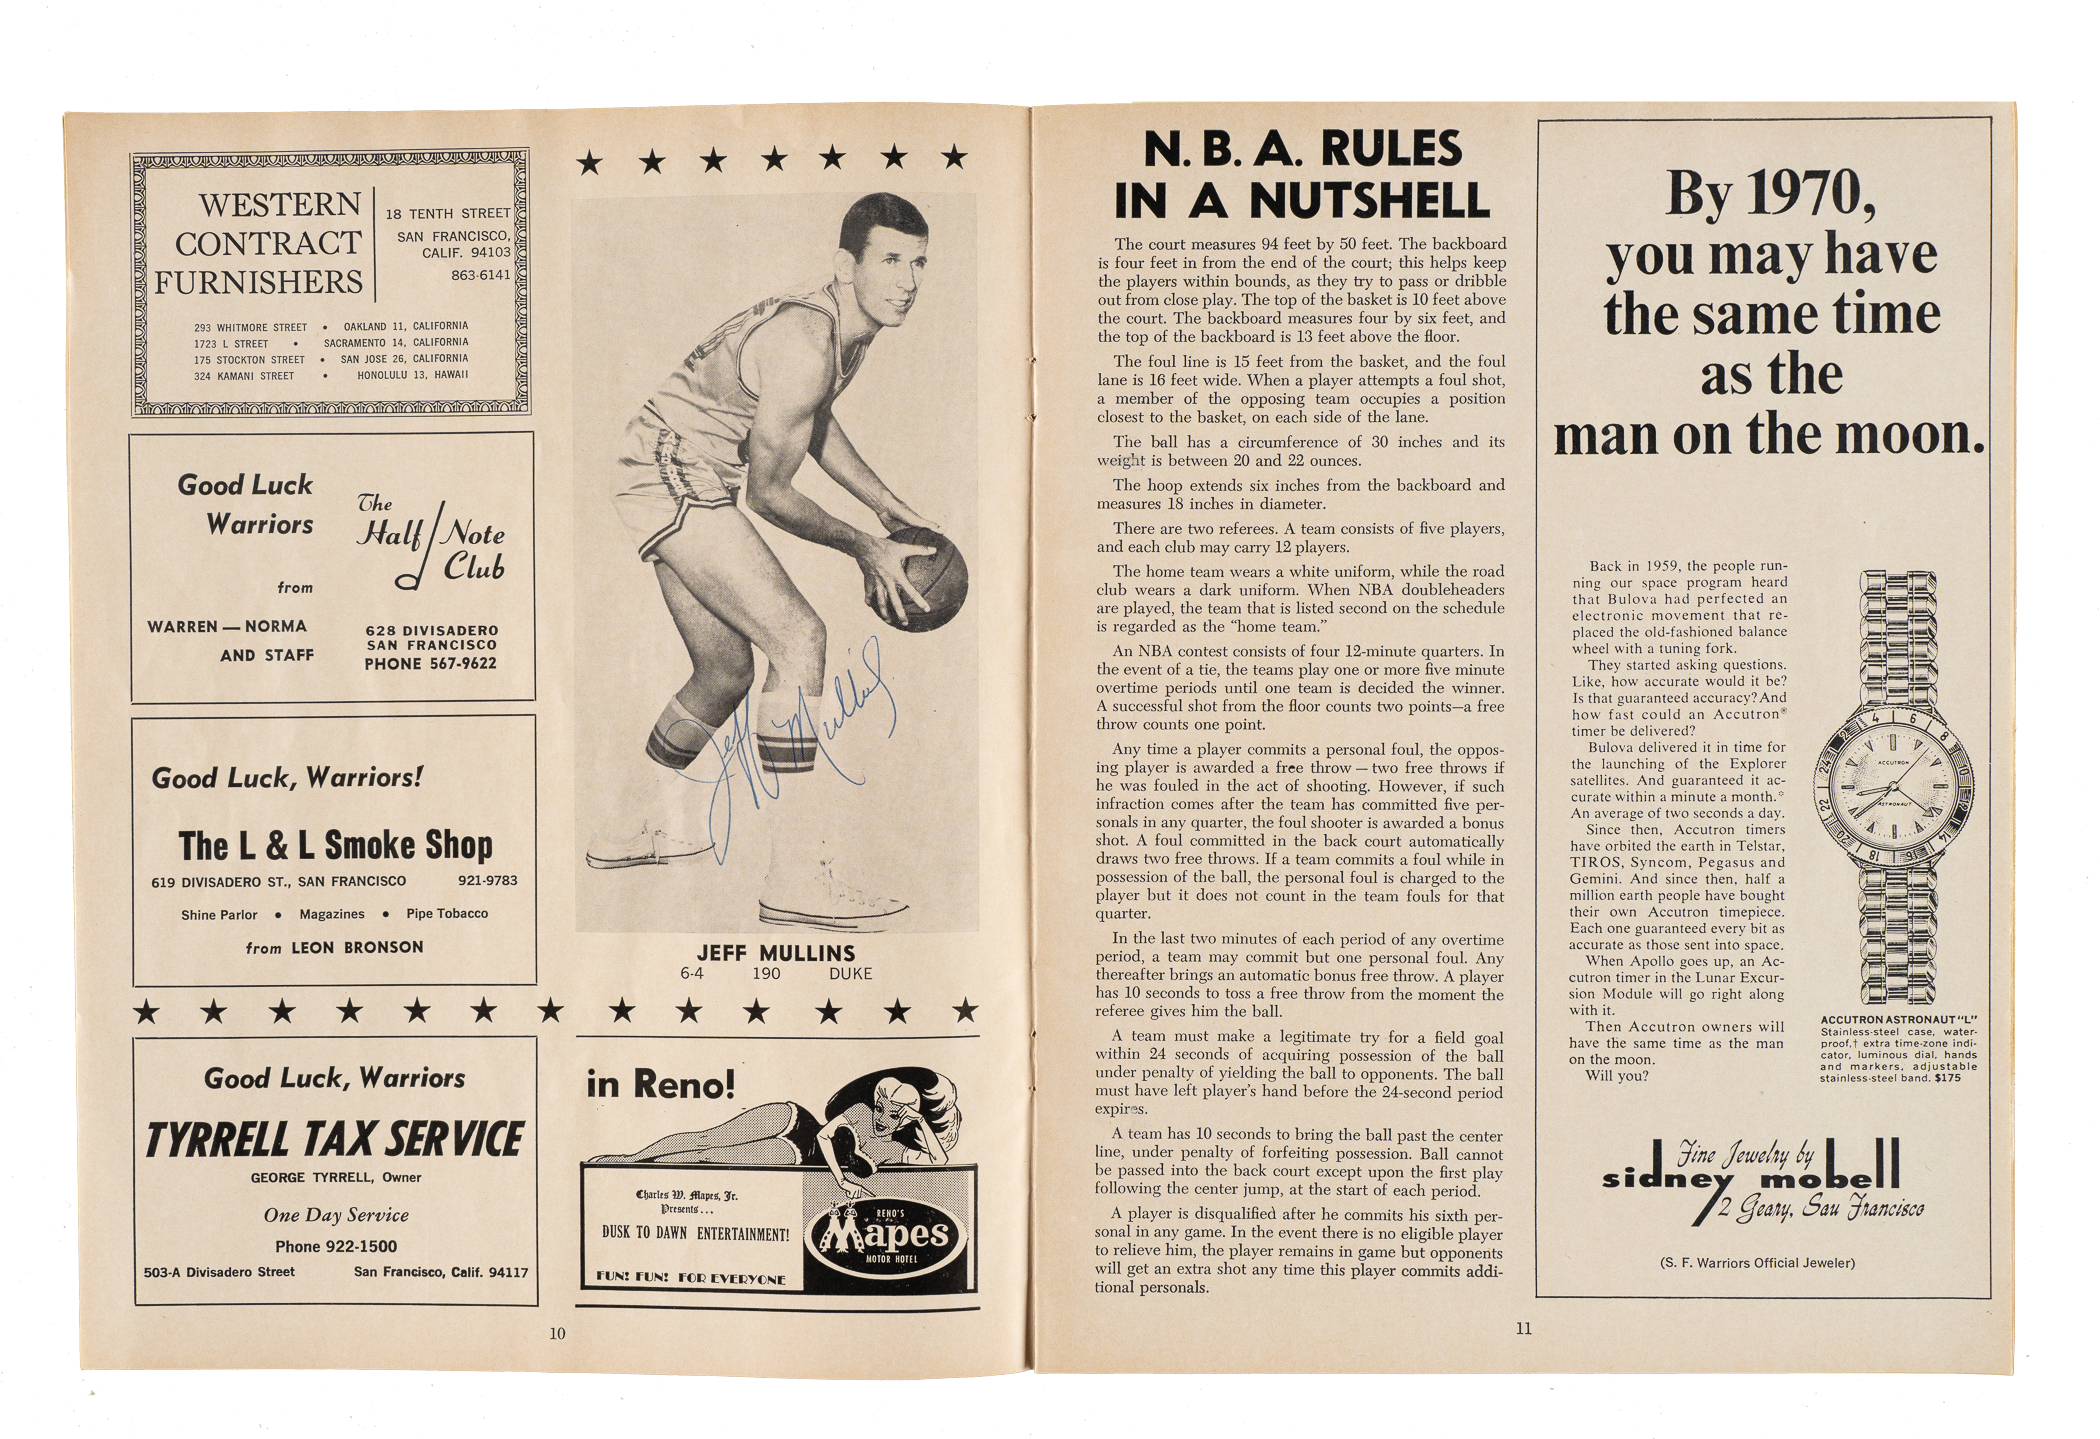 WESTERN
CONTRACT
FURNISHERS
18 TENTH STREET
SAN FRANCISCO,
CALIF. 94103
863-6141
293 WHITMORE STREET • OAKLAND 11, CALIFORNIA
1723 L STREET • SACRAMENTO 14, CALIFORNIA
175 STOCKTON STREET • SAN JOSE 26, CALIFORNIA
324 KAMANI STREET • HONOLULU 13, HAWAII
Good Luck
Warriors
from
WARREN — NORMA
AND STAFF
The
Half Note
Club
628 DIVISADERO
SAN FRANCISCO
PHONE 567-9622
Good Luck, Warriors!
The L & L Smoke Shop
619 DIVISADERO ST., SAN FRANCISCO 921-9783
Shine Parlor • Magazines • Pipe Tobacco
from LEON BRONSON
Jeff Mullins
JEFF MULLINS
6-4 190 DUKE
Good Luck, Warriors
TYRRELL TAX SERVICE
GEORGE TYRRELL, Owner
One Day Service
Phone 922-1500
503-A Divisadero Street San Francisco, Calif. 94117
in Reno!
Charles W. Mapes, Jr.
Presents...
DUSK TO DAWN ENTERTAINMENT!
FUN! FUN! FOR EVERYONE
RENO'S
Mapes
MOTOR HOTEL
10
N. B. A. RULES
IN A NUTSHELL
The court measures 94 feet by 50 feet. The backboard
is four feet in from the end of the court; this helps keep
the players within bounds, as they try to pass or dribble
out from close play. The top of the basket is 10 feet above
the court. The backboard measures four by six feet, and
the top of the backboard is 13 feet above the floor.
The foul line is 15 feet from the basket, and the foul
lane is 16 feet wide. When a player attempts a foul shot,
a member of the opposing team occupies a position
closest to the basket, on each side of the lane.
The ball has a circumference of 30 inches and its
weight is between 20 and 22 ounces.
The hoop extends six inches from the backboard and
measures 18 inches in diameter.
There are two referees. A team consists of five players,
and each club may carry 12 players.
The home team wears a white uniform, while the road
club wears a dark uniform. When NBA doubleheaders
are played, the team that is listed second on the schedule
is regarded as the "home team."
An NBA contest consists of four 12-minute quarters. In
the event of a tie, the teams play one or more five minute
overtime periods until one team is decided the winner.
A successful shot from the floor counts two points—a free
throw counts one point.
Any time a player commits a personal foul, the oppos-
ing player is awarded a free throw — two free throws if
he was fouled in the act of shooting. However, if such
infraction comes after the team has committed five per-
sonals in any quarter, the foul shooter is awarded a bonus
shot. A foul committed in the back court automatically
draws two free throws. If a team commits a foul while in
possession of the ball, the personal foul is charged to the
player but it does not count in the team fouls for that
quarter.
In the last two minutes of each period of any overtime
period, a team may commit but one personal foul. Any
thereafter brings an automatic bonus free throw. A player
has 10 seconds to toss a free throw from the moment the
referee gives him the ball.
A team must make a legitimate try for a field goal
within 24 seconds of acquiring possession of the ball
under penalty of yielding the ball to opponents. The ball
must have left player's hand before the 24-second period
expires.
A team has 10 seconds to bring the ball past the center
line, under penalty of forfeiting possession. Ball cannot
be passed into the back court except upon the first play
following the center jump, at the start of each period.
A player is disqualified after he commits his sixth per-
sonal in any game. In the event there is no eligible player
to relieve him, the player remains in game but opponents
will get an extra shot any time this player commits addi-
tional personals.
By 1970,
you may have
the same time
as the
man on the moon.
Back in 1959, the people run-
ning our space program heard
that Bulova had perfected an
electronic movement that re-
placed the old-fashioned balance
wheel with a tuning fork.
They started asking questions.
Like, how accurate would it be?
Is that guaranteed accuracy? And
how fast could an Accutron®
timer be delivered?
Bulova delivered it in time for
the launching of the Explorer
satellites. And guaranteed it ac-
curate within a minute a month.*
An average of two seconds a day.
Since then, Accutron timers
have orbited the earth in Telstar,
TIROS, Syncom, Pegasus and
Gemini. And since then, half a
million earth people have bought
their own Accutron timepiece.
Each one guaranteed every bit as
accurate as those sent into space.
When Apollo goes up, an Ac-
cutron timer in the Lunar Excur-
sion Module will go right along
with it.
Then Accutron owners will
have the same time as the man
on the moon.
Will you?
2 4 6 8 10 12 14 16 18 20 22 24
ACCUTRON
ASTRONAUT
ACCUTRON ASTRONAUT "L"
Stainless-steel case, water-
proof,† extra time-zone indi-
cator, luminous dial, hands
and markers, adjustable
stainless-steel band. $175
Fine Jewelry by
sidney mobell
2 Geary, San Francisco
(S. F. Warriors Official Jeweler)
11